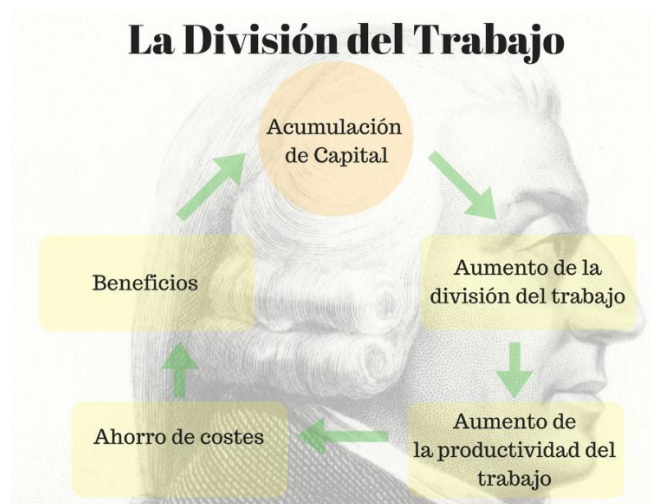 La División del Trabajo
Acumulación
de Capital
Aumento de la
división del trabajo
Aumento de
la productividad del
trabajo
Ahorro de costes
Beneficios